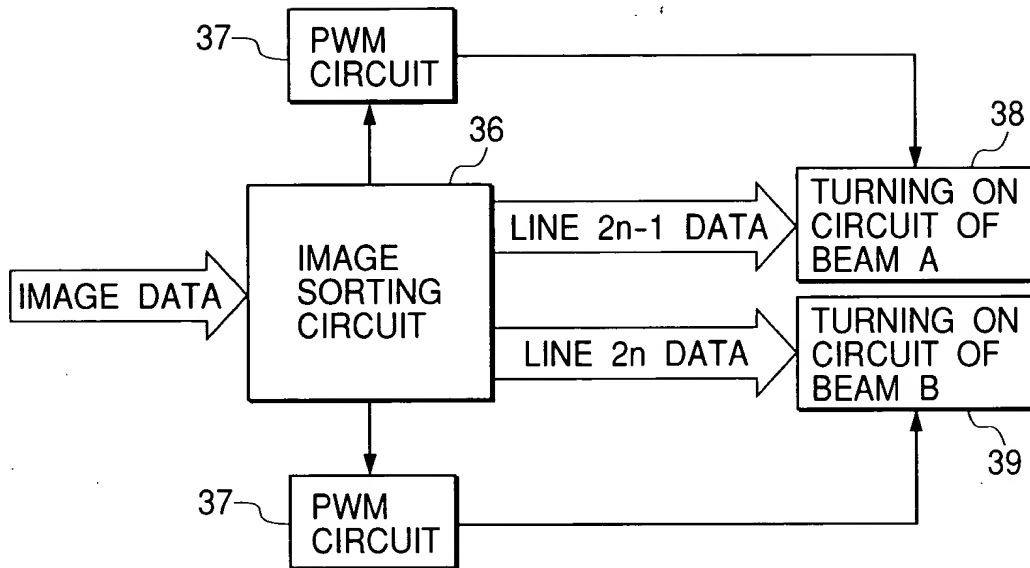 37
PWM
CIRCUIT
36
38
IMAGE DATA
IMAGE
SORTING
CIRCUIT
LINE 2n-1 DATA
TURNING ON
CIRCUIT OF
BEAM A
LINE 2n DATA
TURNING ON
CIRCUIT OF
BEAM B
39
37
PWM
CIRCUIT